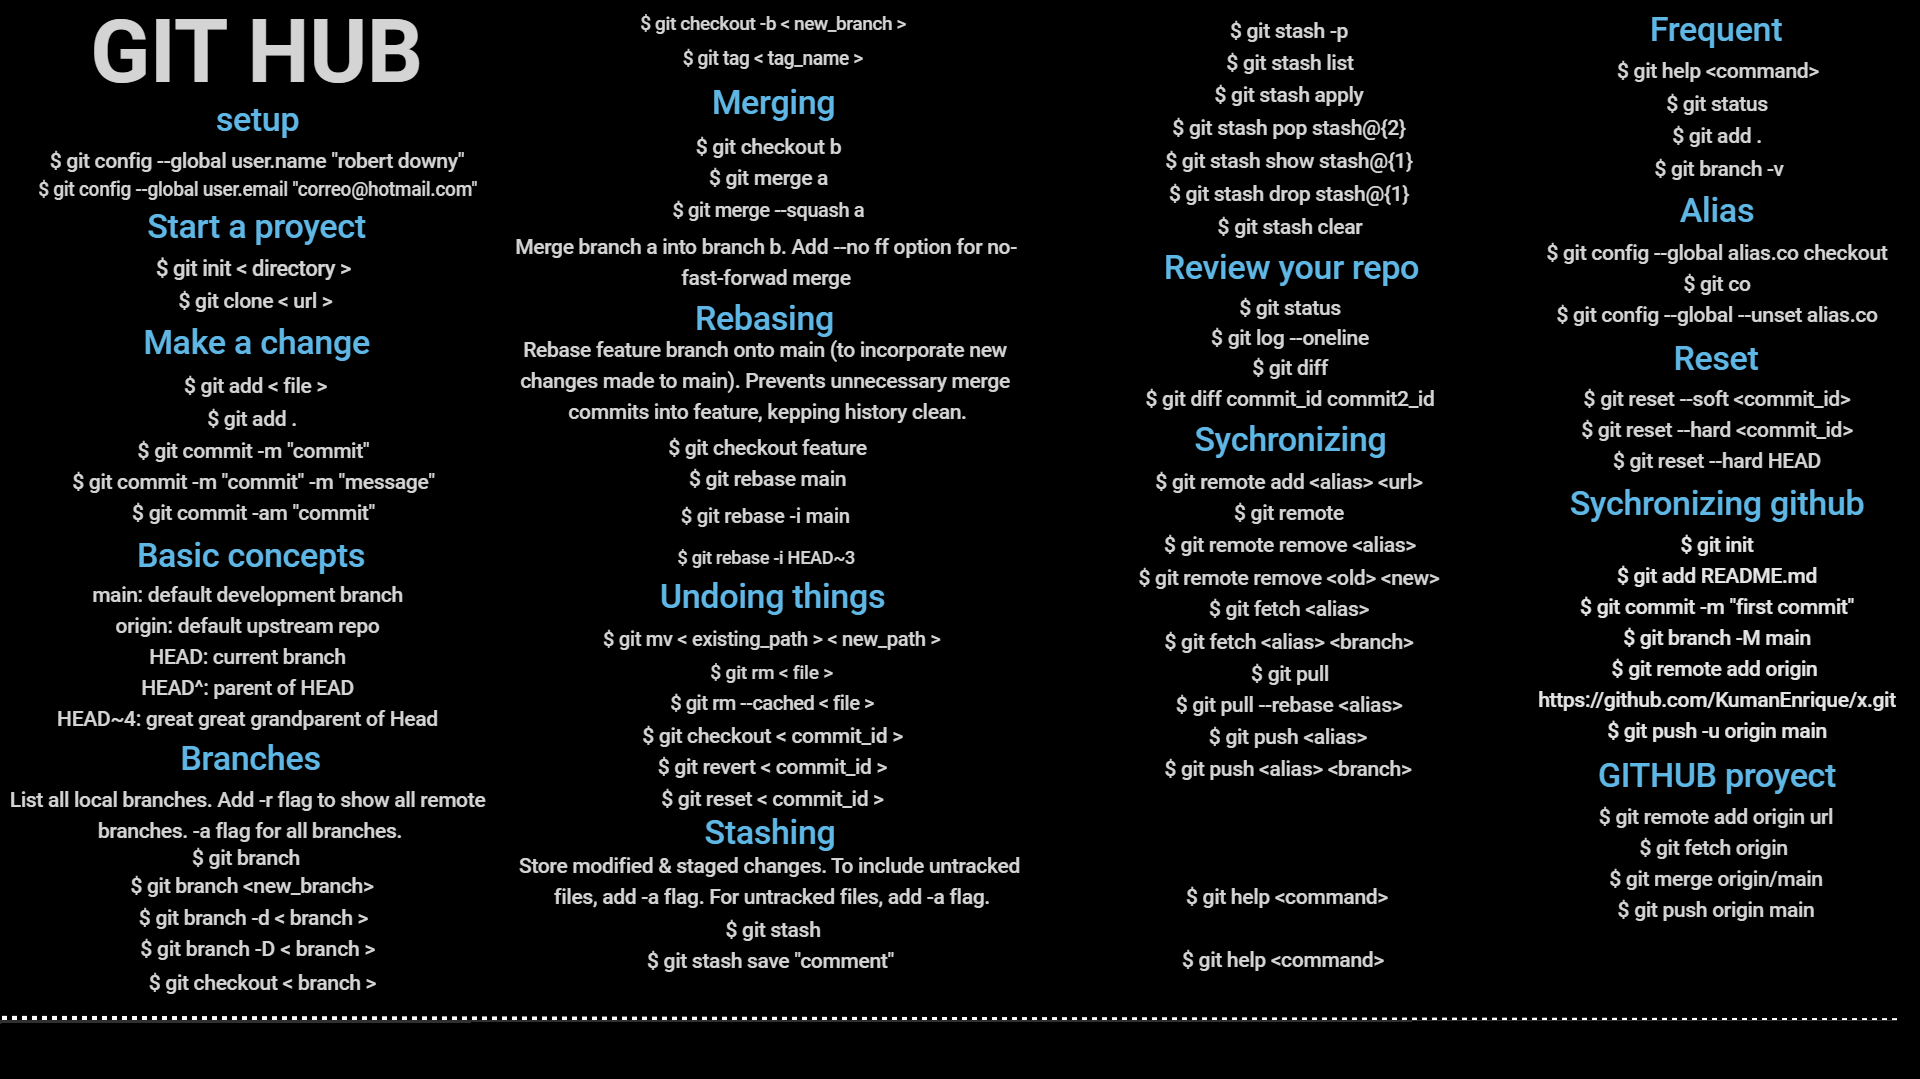 GIT HUB
setup
$ git config --global user.name "robert downy"
$ git config --global user.email "correo@hotmail.com"
Start a proyect
$ git init < directory >
$ git clone < url >
Make a change
$ git add < file >
$ git add .
$ git commit -m "commit"
$ git commit -m "commit" -m "message"
$ git commit -am "commit"
Basic concepts
main: default development branch
origin: default upstream repo
HEAD: current branch
HEAD^: parent of HEAD
HEAD~4: great great grandparent of Head
Branches
List all local branches. Add -r flag to show all remote
branches. -a flag for all branches.
$ git branch
$ git branch <new_branch>
$ git branch -d < branch >
$ git branch -D < branch >
$ git checkout < branch >
$ git checkout -b < new_branch >
$ git tag < tag_name >
Merging
$ git checkout b
$ git merge a
$ git merge --squash a
Merge branch a into branch b. Add --no ff option for no-
fast-forwad merge
Rebasing
Rebase feature branch onto main (to incorporate new
changes made to main). Prevents unnecessary merge
commits into feature, kepping history clean.
$ git checkout feature
$ git rebase main
$ git rebase -i main
$ git rebase -i HEAD~3
Undoing things
$ git mv < existing_path > < new_path >
$ git rm < file >
$ git rm --cached < file >
$ git checkout < commit_id >
$ git revert < commit_id >
$ git reset < commit_id >
Stashing
Store modified & staged changes. To include untracked
files, add -a flag. For untracked files, add -a flag.
$ git stash
$ git stash save "comment"
$ git stash -p
$ git stash list
$ git stash apply
$ git stash pop stash@{2}
$ git stash show stash@{1}
$ git stash drop stash@{1}
$ git stash clear
Review your repo
$ git status
$ git log --oneline
$ git diff
$ git diff commit_id commit2_id
Sychronizing
$ git remote add <alias> <url>
$ git remote
$ git remote remove <alias>
$ git remote remove <old> <new>
$ git fetch <alias>
$ git fetch <alias> <branch>
$ git pull
$ git pull --rebase <alias>
$ git push <alias>
$ git push <alias> <branch>
$ git help <command>
$ git help <command>
Frequent
$ git help <command>
$ git status
$ git add .
$ git branch -v
Alias
$ git config --global alias.co checkout
$ git co
$ git config --global --unset alias.co
Reset
$ git reset --soft <commit_id>
$ git reset --hard <commit_id>
$ git reset --hard HEAD
Sychronizing github
$ git init
$ git add README.md
$ git commit -m "first commit"
$ git branch -M main
$ git remote add origin
https://github.com/KumanEnrique/x.git
$ git push -u origin main
GITHUB proyect
$ git remote add origin url
$ git fetch origin
$ git merge origin/main
$ git push origin main